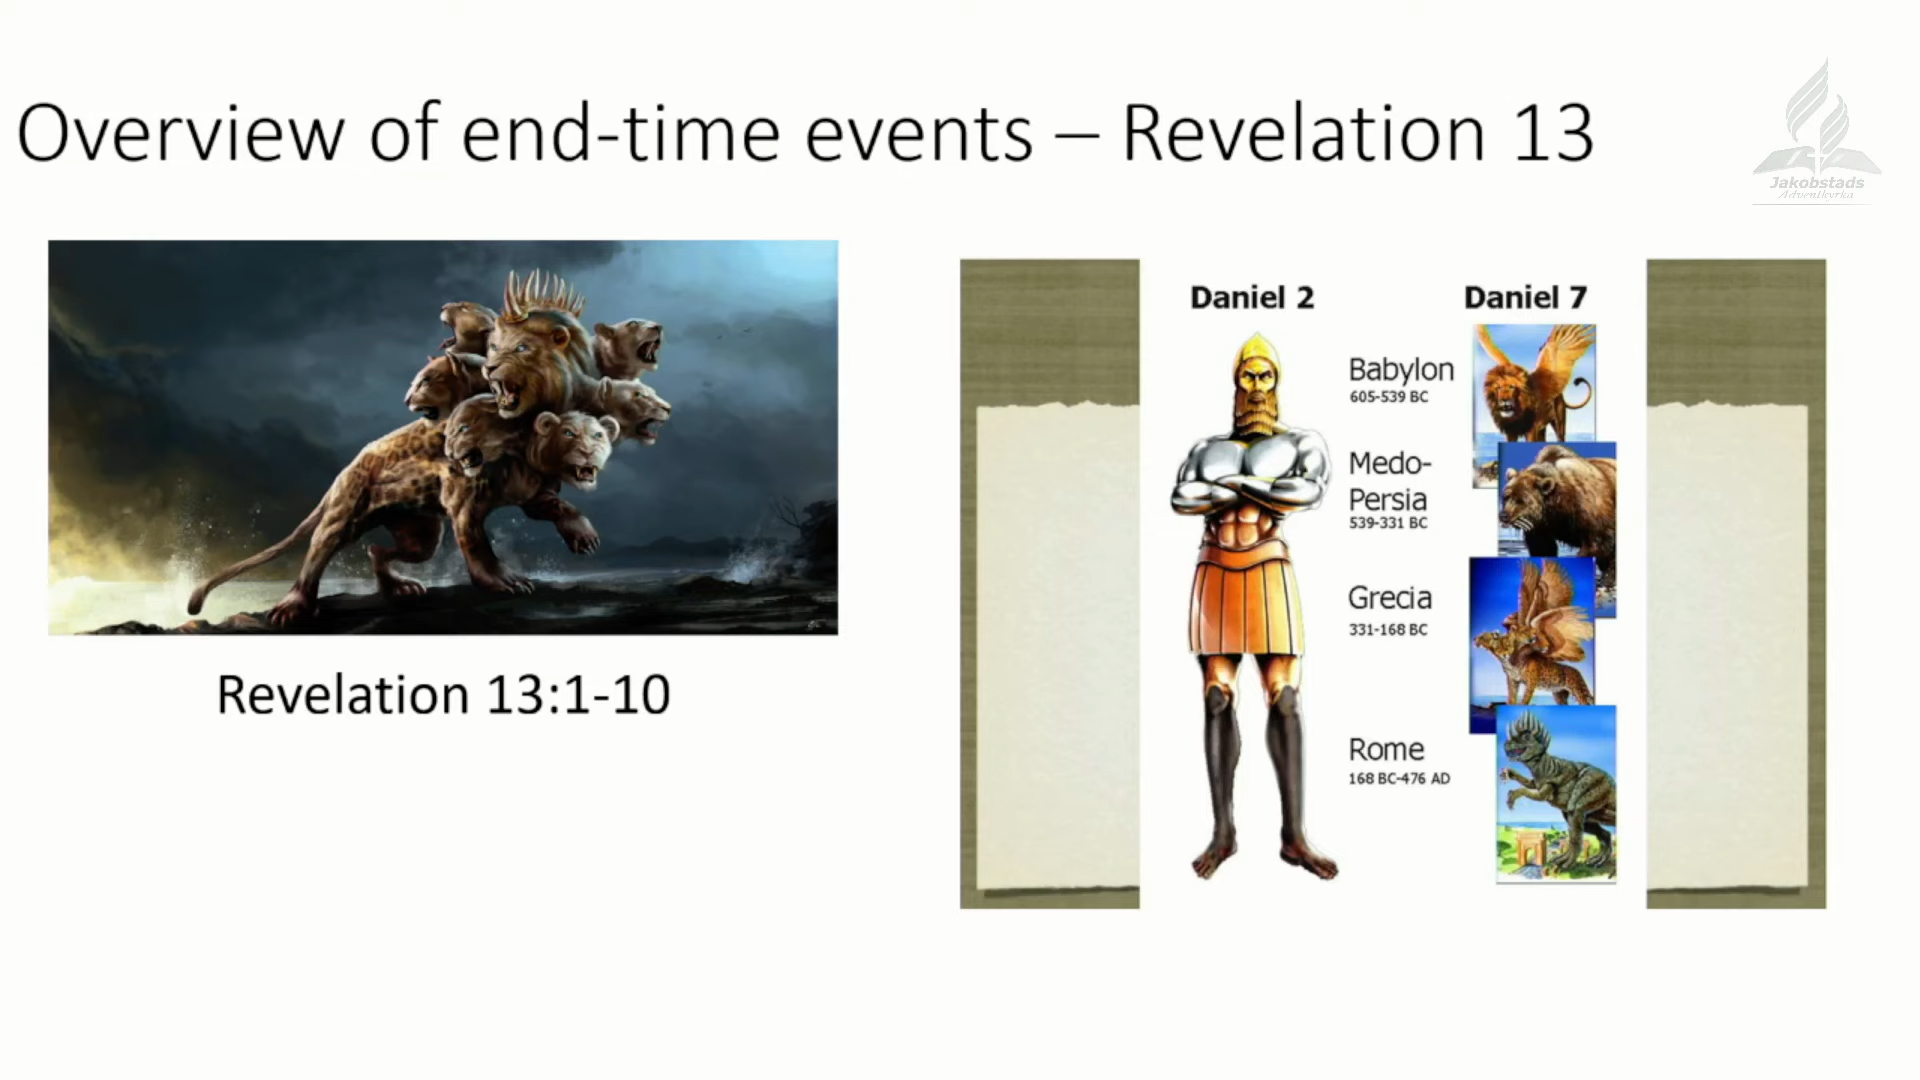 Overview of end-time events – Revelation 13
Jakobstads
Adventkyrka
Revelation 13:1-10
Daniel 2
Daniel 7
Babylon
605-539 BC
Medo-
Persia
539-331 BC
Grecia
331-168 BC
Rome
168 BC-476 AD